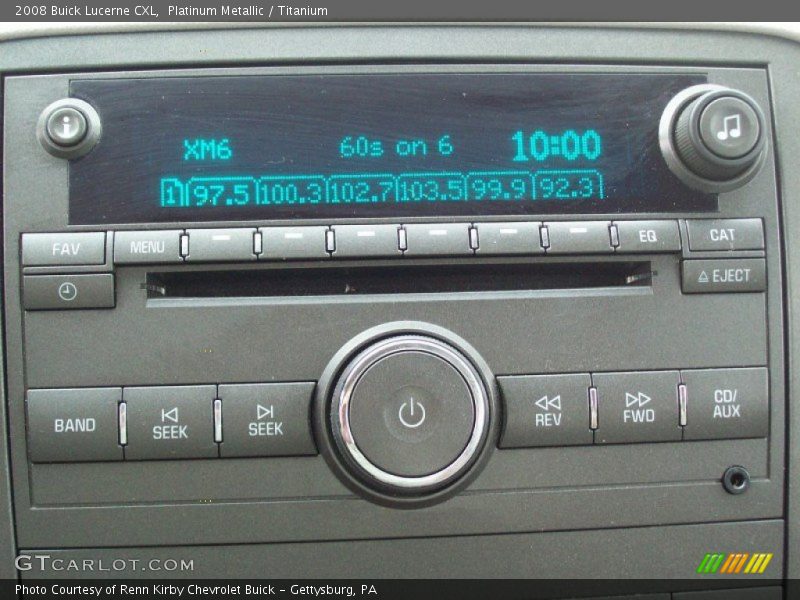 2008 Buick Lucerne CXL,  Platinum Metallic / Titanium
i
XM6 60s on 6 10:00
1 97.5 100.3 102.7 103.5 99.9 92.3
FAV MENU EQ CAT
EJECT
BAND SEEK SEEK REV FWD CD/AUX
GTCARLOT.COM
Photo Courtesy of Renn Kirby Chevrolet Buick - Gettysburg, PA